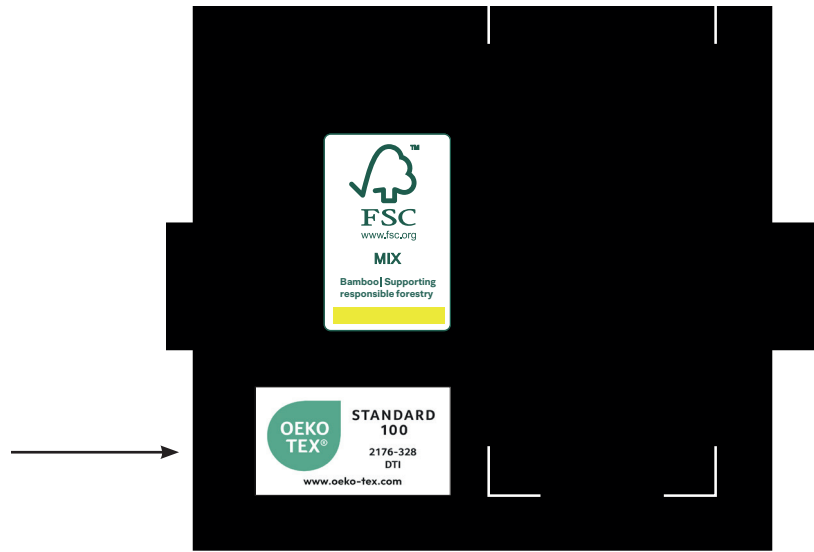 TM
FSC
www.fsc.org
MIX
Bamboo| Supporting
responsible forestry
OEKO
TEX®
STANDARD
100
2176-328
DTI
www.oeko-tex.com